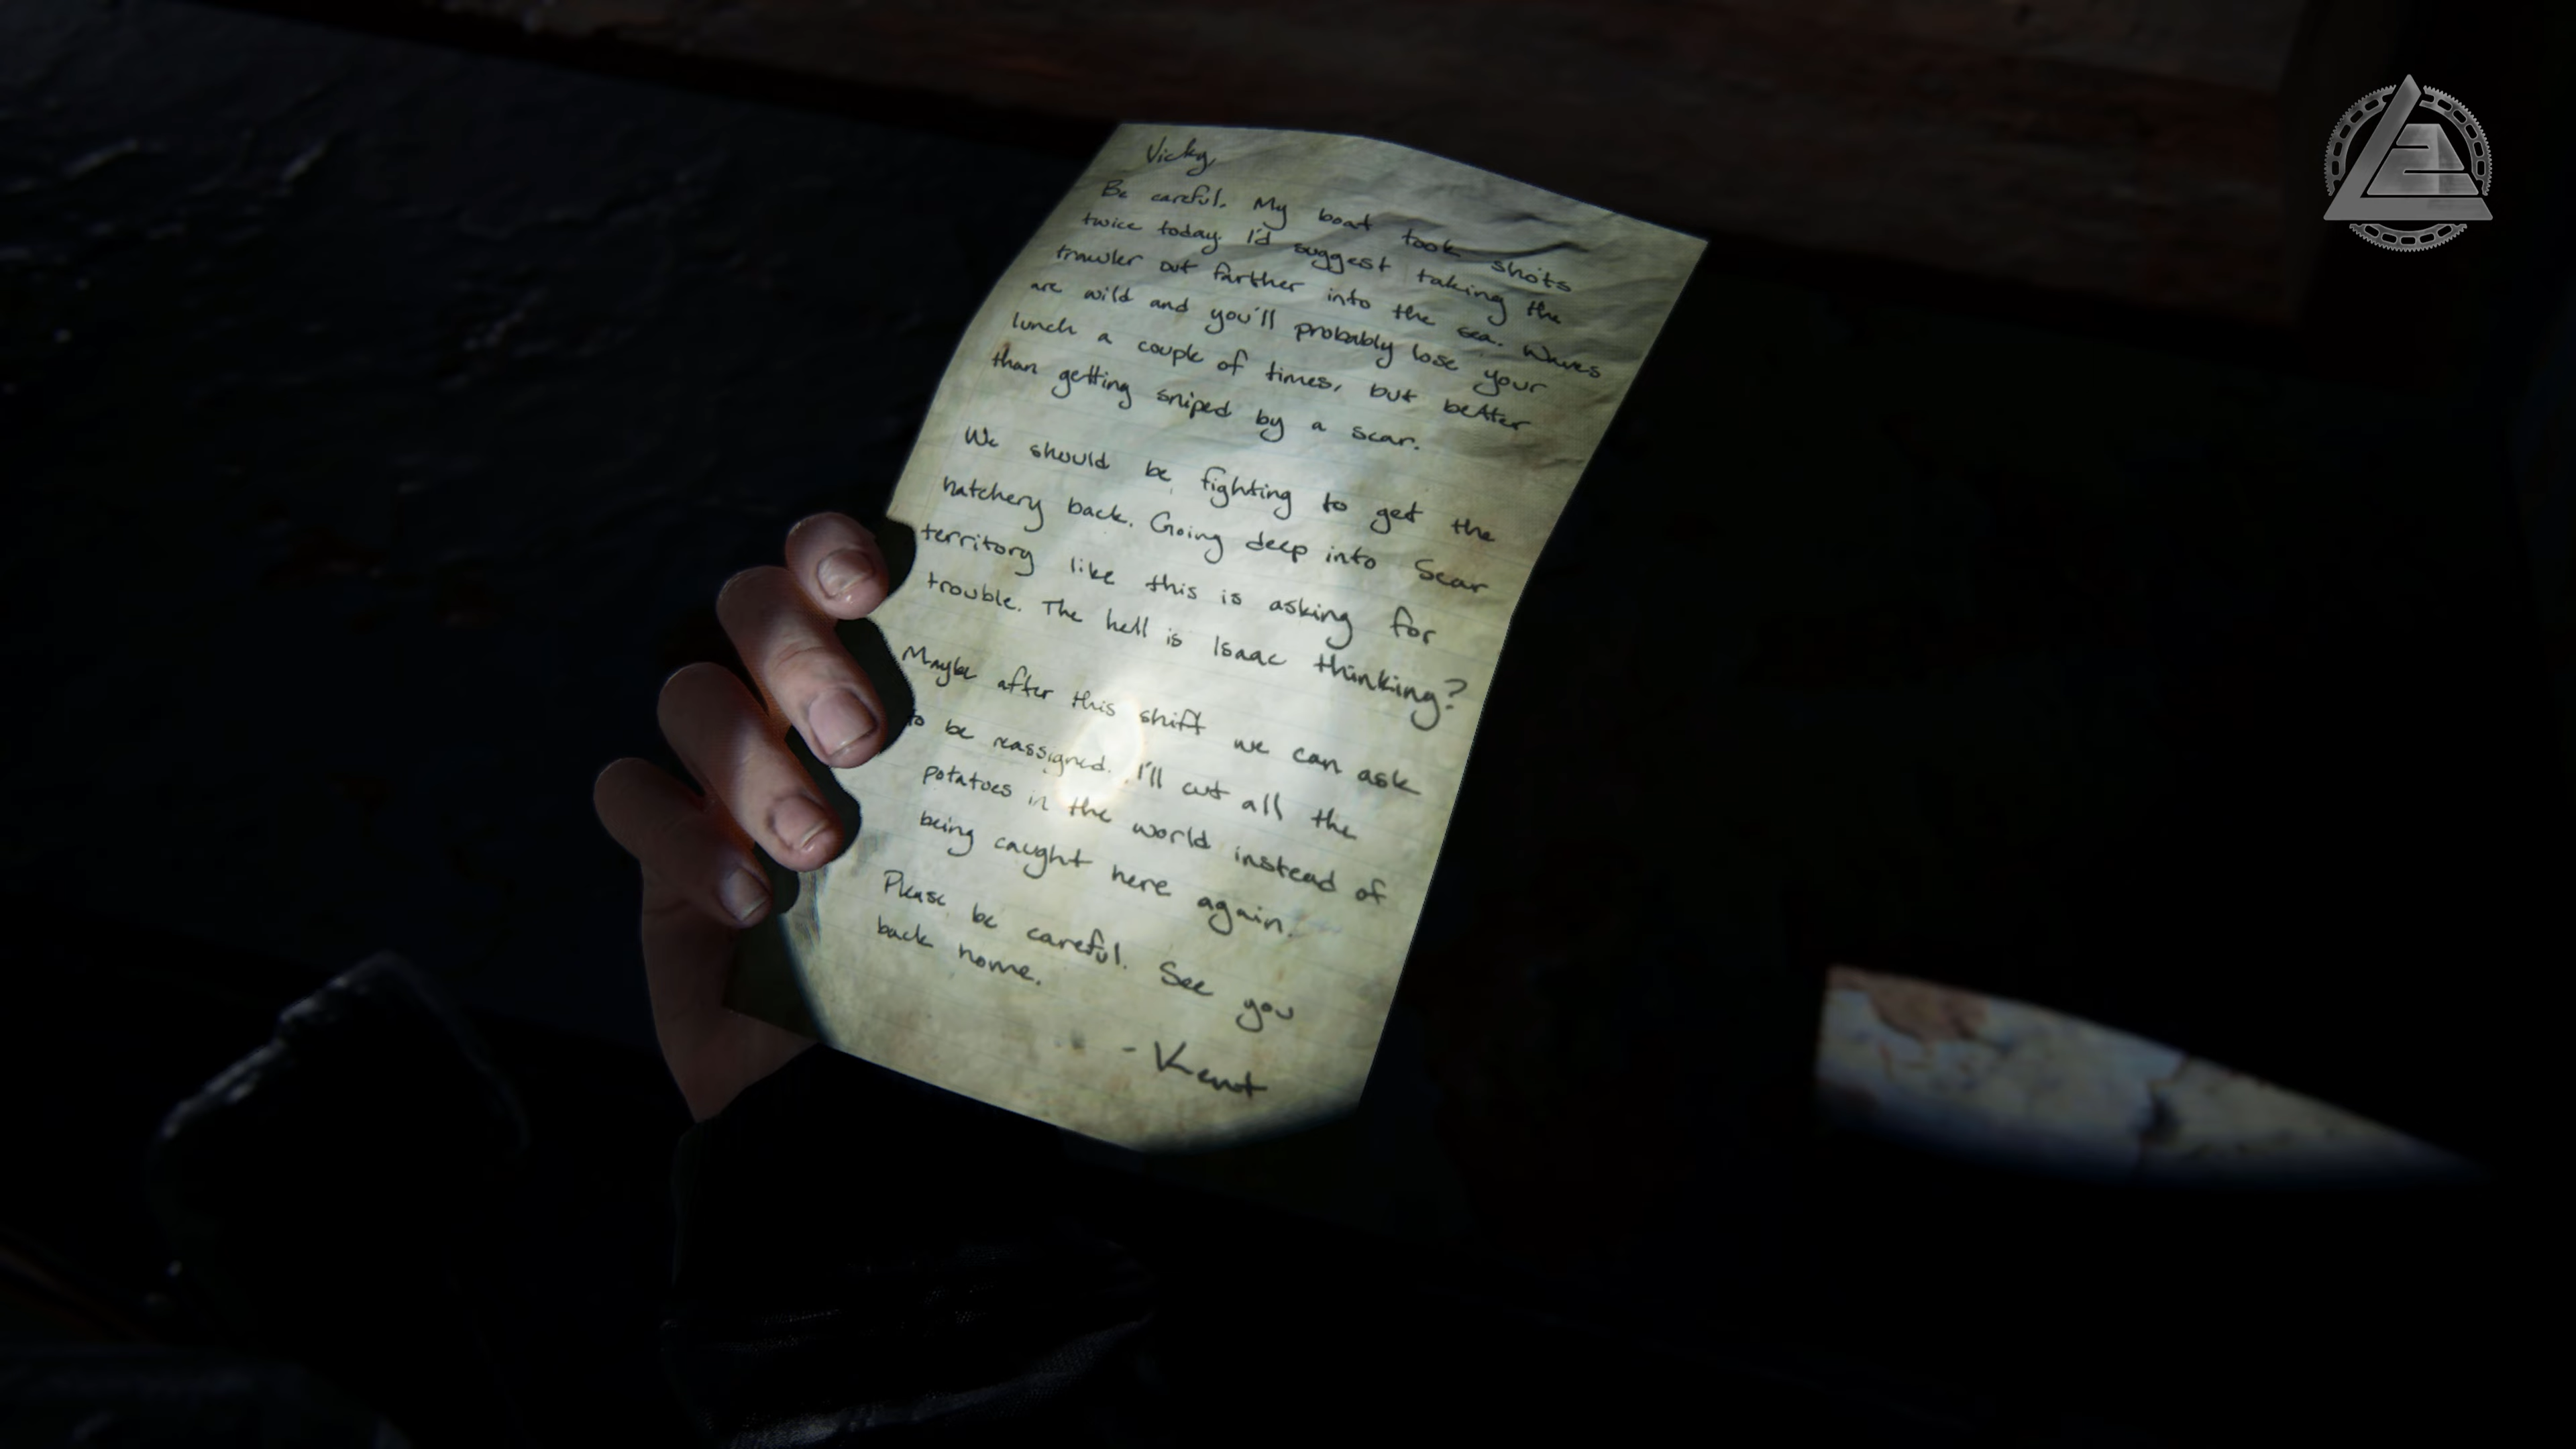 Vicky,
Be careful. My boat took shots
twice today. I'd suggest taking the
trawler out farther into the sea. Waves
are wild and you'll probably lose your
lunch a couple of times, but better
than getting sniped by a scar.
We should be fighting to get the
hatchery back. Going deep into Scar
territory like this is asking for
trouble. The hell is Isaac thinking?
Maybe after this shift we can ask
to be reassigned. I'll cut all the
potatoes in the world instead of
being caught here again.
Please be careful. See you
back home.
- Kent